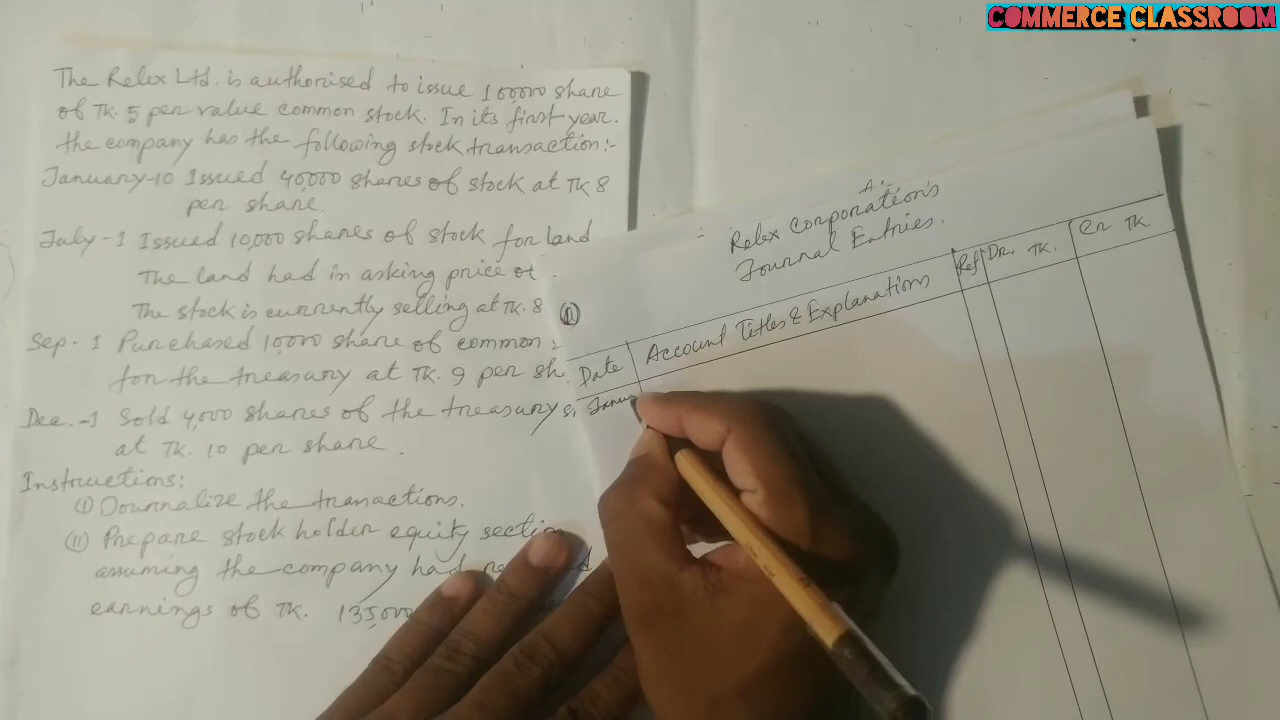 COMMERCE CLASSROOM
The Relex Ltd. is authorised to issue 100,000 share
of TK. 5 per value common stock. In its first year.
the company has the following stock transaction:-
January-10 Issued 40,000 shares of stock at TK 8
per share.
July-1 Issued 10,000 shares of stock for land
The land had in asking price of
The stock is currently selling at TK. 8
Sep-1 Purchased 10,000 share of common
for the treasury at TK. 9 per sh
Dec.-1 Sold 4,000 shares of the treasury
at TK. 10 per share.
Instructions:
(i) Journalize the transactions.
(ii) Prepare stock holder equity section
assuming the company had
earnings of TK. 135,000
A.
Relex Corporations
Journal Entries.
Date Account Titles & Explanations Ref Dr. TK. Cr TK.
Janu